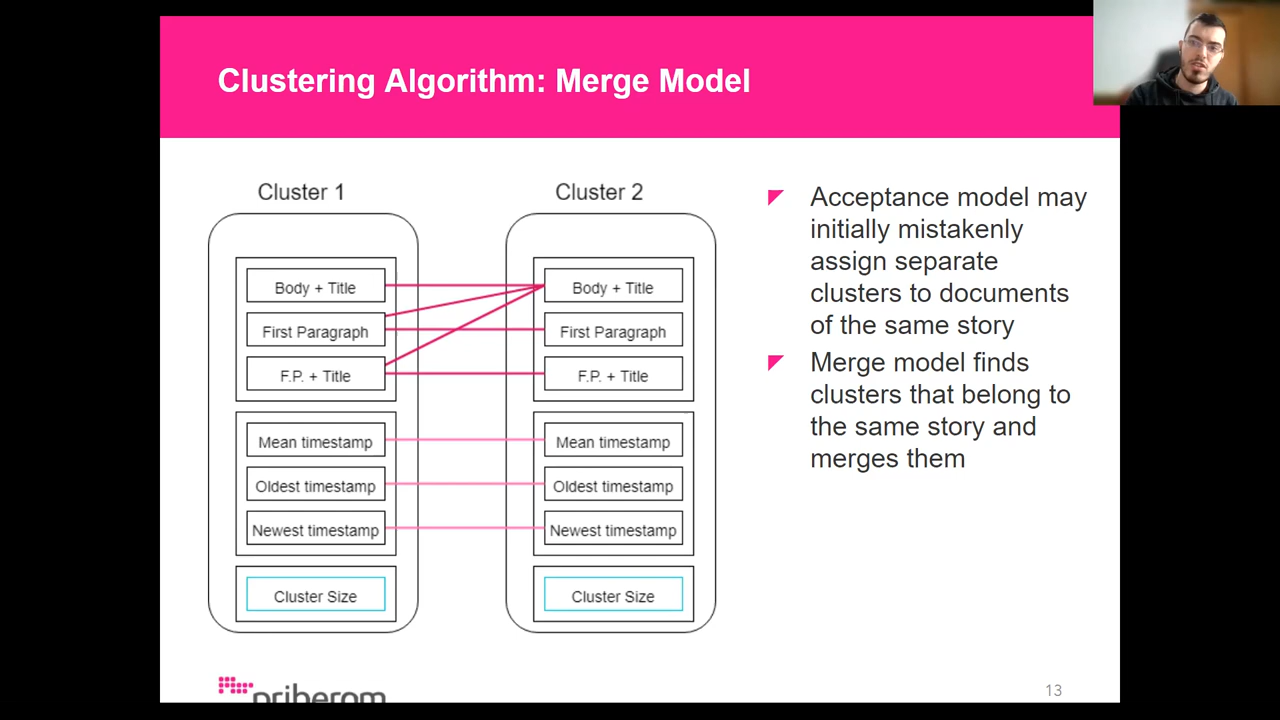 Clustering Algorithm: Merge Model
Cluster 1
Body + Title
First Paragraph
F.P. + Title
Mean timestamp
Oldest timestamp
Newest timestamp
Cluster Size
Cluster 2
Body + Title
First Paragraph
F.P. + Title
Mean timestamp
Oldest timestamp
Newest timestamp
Cluster Size
Acceptance model may
initially mistakenly
assign separate
clusters to documents
of the same story
Merge model finds
clusters that belong to
the same story and
merges them
priberam
13